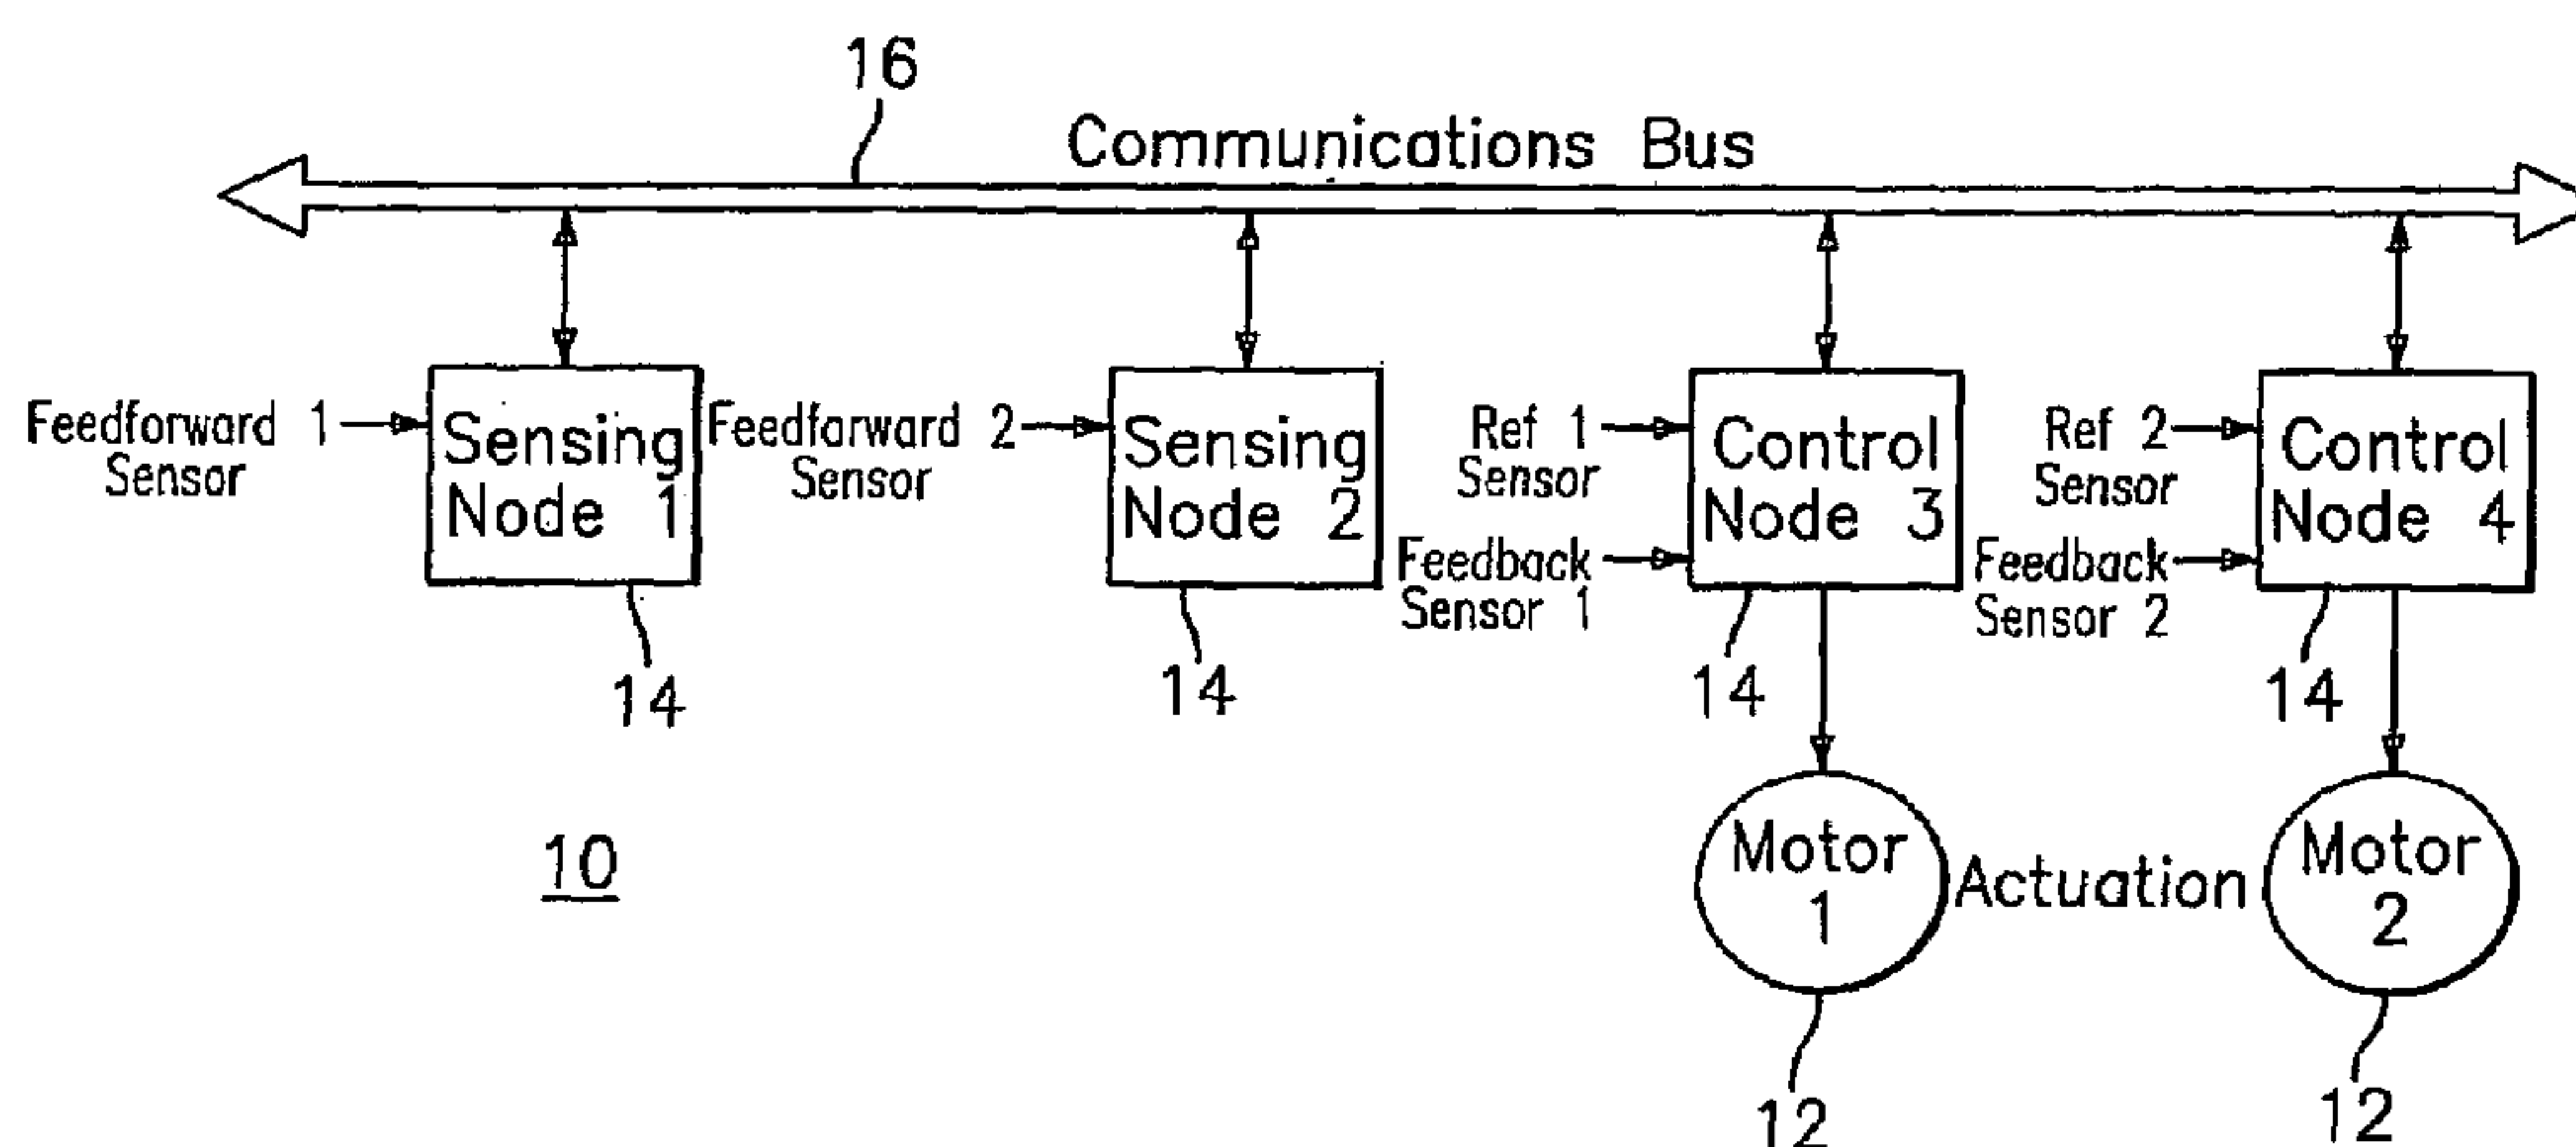 16
Communications Bus
Feedforward 1
Sensor
Sensing
Node 1
Feedforward 2
Sensor
Sensing
Node 2
Ref 1
Sensor
Feedback
Sensor 1
Control
Node 3
Ref 2
Sensor
Feedback
Sensor 2
Control
Node 4
14
14
14
14
10
Motor
1
Actuation
Motor
2
12
12